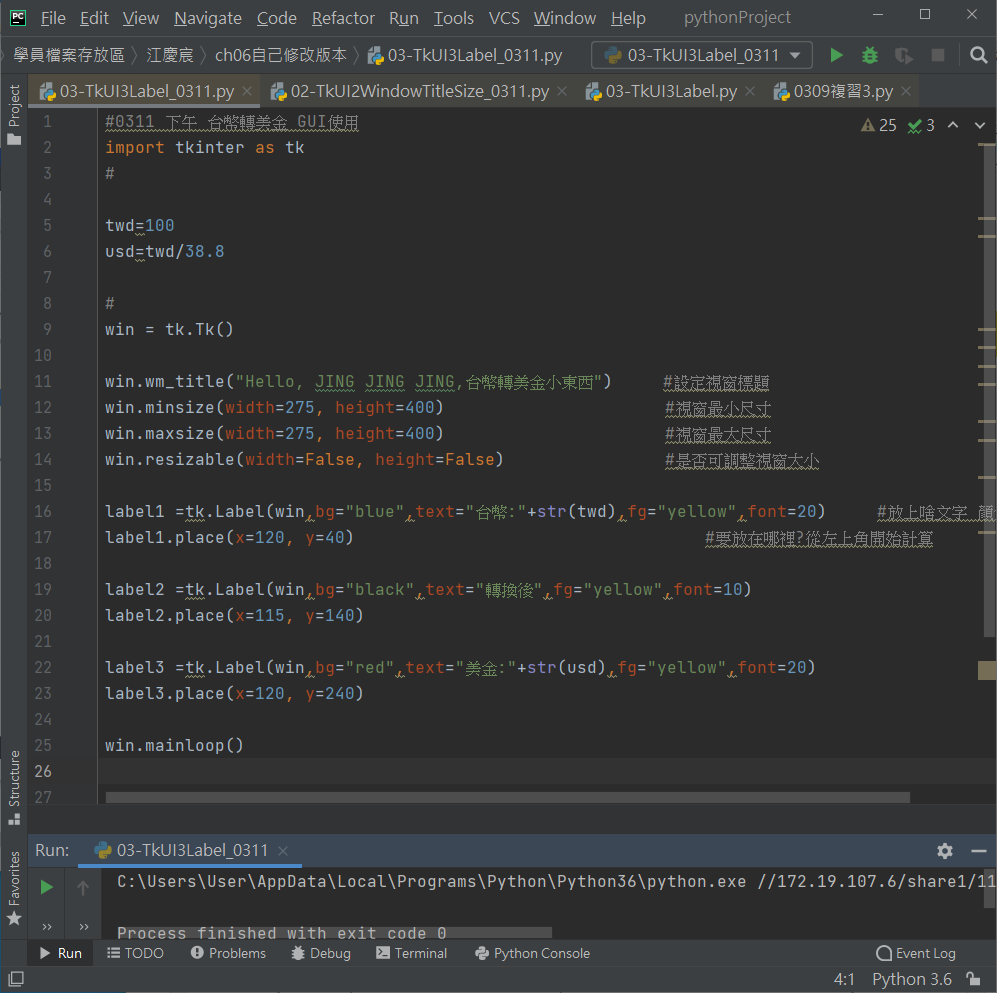 PC File Edit View Navigate Code Refactor Run Tools VCS Window Help pythonProject
學員檔案存放區 江慶宸 ch06自己修改版本 03-TkUI3Label_0311.py 03-TkUI3Label_0311
03-TkUI3Label_0311.py 02-TkUI2WindowTitleSize_0311.py 03-TkUI3Label.py 0309複習3.py
Project
25 3
1 #0311 下午 台幣轉美金 GUI使用
2 import tkinter as tk
3 #
4
5 twd=100
6 usd=twd/38.8
7
8 #
9 win = tk.Tk()
10
11 win.wm_title("Hello, JING JING JING,台幣轉美金小東西") #設定視窗標題
12 win.minsize(width=275, height=400) #視窗最小尺寸
13 win.maxsize(width=275, height=400) #視窗最大尺寸
14 win.resizable(width=False, height=False) #是否可調整視窗大小
15
16 label1 =tk.Label(win,bg="blue",text="台幣:"+str(twd),fg="yellow",font=20) #放上啥文字 顏
17 label1.place(x=120, y=40) #要放在哪裡?從左上角開始計算
18
19 label2 =tk.Label(win,bg="black",text="轉換後",fg="yellow",font=10)
20 label2.place(x=115, y=140)
21
22 label3 =tk.Label(win,bg="red",text="美金:"+str(usd),fg="yellow",font=20)
23 label3.place(x=120, y=240)
24
25 win.mainloop()
26
27
Structure
Favorites
Run: 03-TkUI3Label_0311
C:\Users\User\AppData\Local\Programs\Python\Python36\python.exe //172.19.107.6/share1/11
Process finished with exit code 0
Run TODO Problems Debug Terminal Python Console Event Log
4:1 Python 3.6